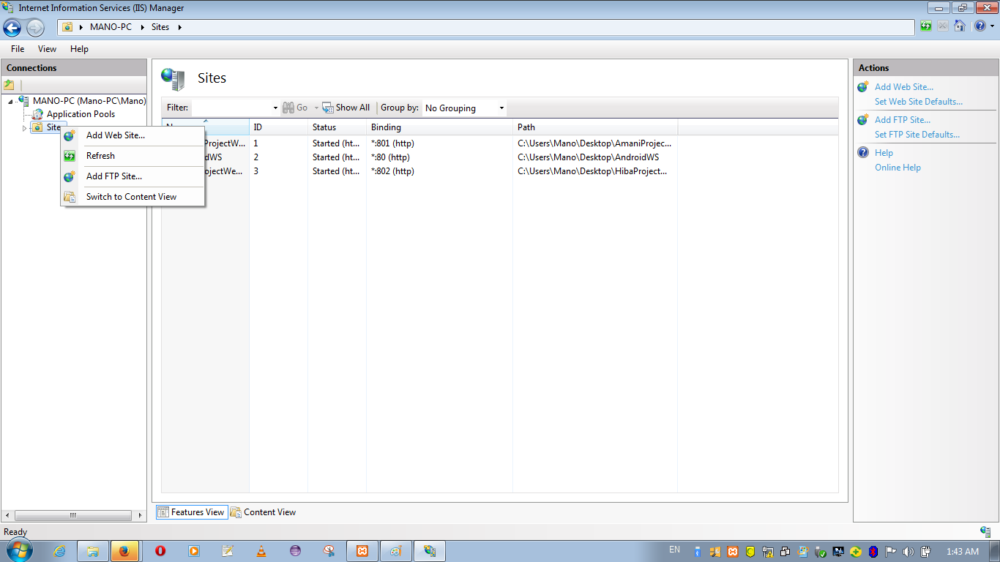 Internet Information Services (IIS) Manager
MANO-PC Sites
File View Help
Connections
MANO-PC (Mano-PC\Mano)
Application Pools
Add Web Site...
Refresh
Add FTP Site...
Switch to Content View
Sites
Filter: Go Show All Group by: No Grouping
ID Status Binding Path
ProjectW... 1 Started (ht... *:801 (http) C:\Users\Mano\Desktop\AmaniProjec...
dWS 2 Started (ht... *:80 (http) C:\Users\Mano\Desktop\AndroidWS
ojectWe... 3 Started (ht... *:802 (http) C:\Users\Mano\Desktop\HibaProject...
Features View Content View
Actions
Add Web Site...
Set Web Site Defaults...
Add FTP Site...
Set FTP Site Defaults...
Help
Online Help
Ready
EN 1:43 AM